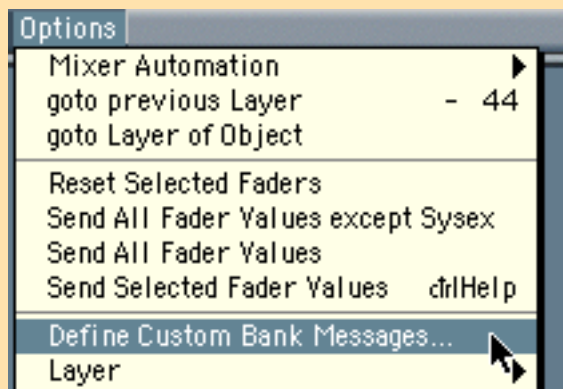 Options
Mixer Automation
goto previous Layer - 44
goto Layer of Object
Reset Selected Faders
Send All Fader Values except Sysex
Send All Fader Values
Send Selected Fader Values ctrlHelp
Define Custom Bank Messages...
Layer